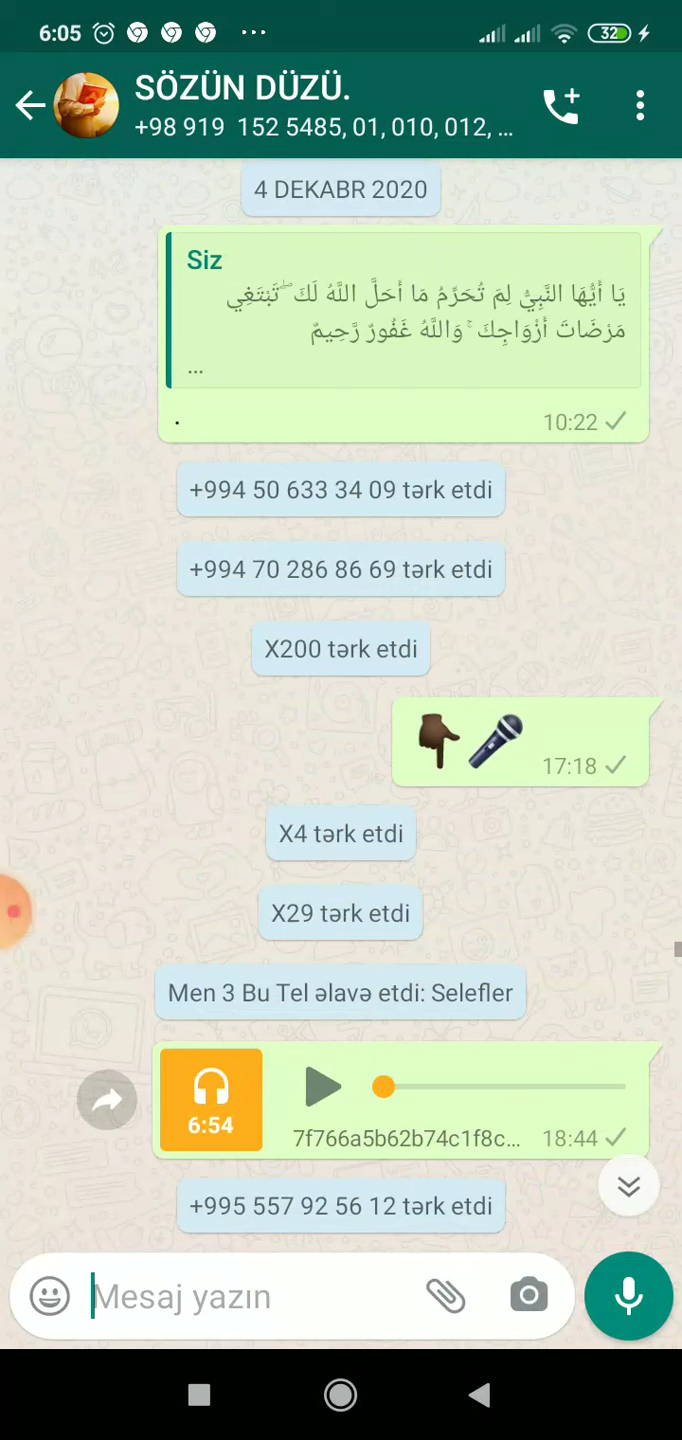 6:05
32
SÖZÜN DÜZÜ.
+98 919 152 5485, 01, 010, 012, ...
4 DEKABR 2020
Siz
يَا أَيُّهَا النَّبِيُّ لِمَ تُحَرِّمُ مَا أَحَلَّ اللَّهُ لَكَ ۖ تَبْتَغِي
مَرْضَاتَ أَزْوَاجِكَ ۚ وَاللَّهُ غَفُورٌ رَّحِيمٌ
...
.
10:22
+994 50 633 34 09 tərk etdi
+994 70 286 86 69 tərk etdi
X200 tərk etdi
17:18
X4 tərk etdi
X29 tərk etdi
Men 3 Bu Tel əlavə etdi: Selefler
6:54
7f766a5b62b74c1f8c... 18:44
+995 557 92 56 12 tərk etdi
Mesaj yazın